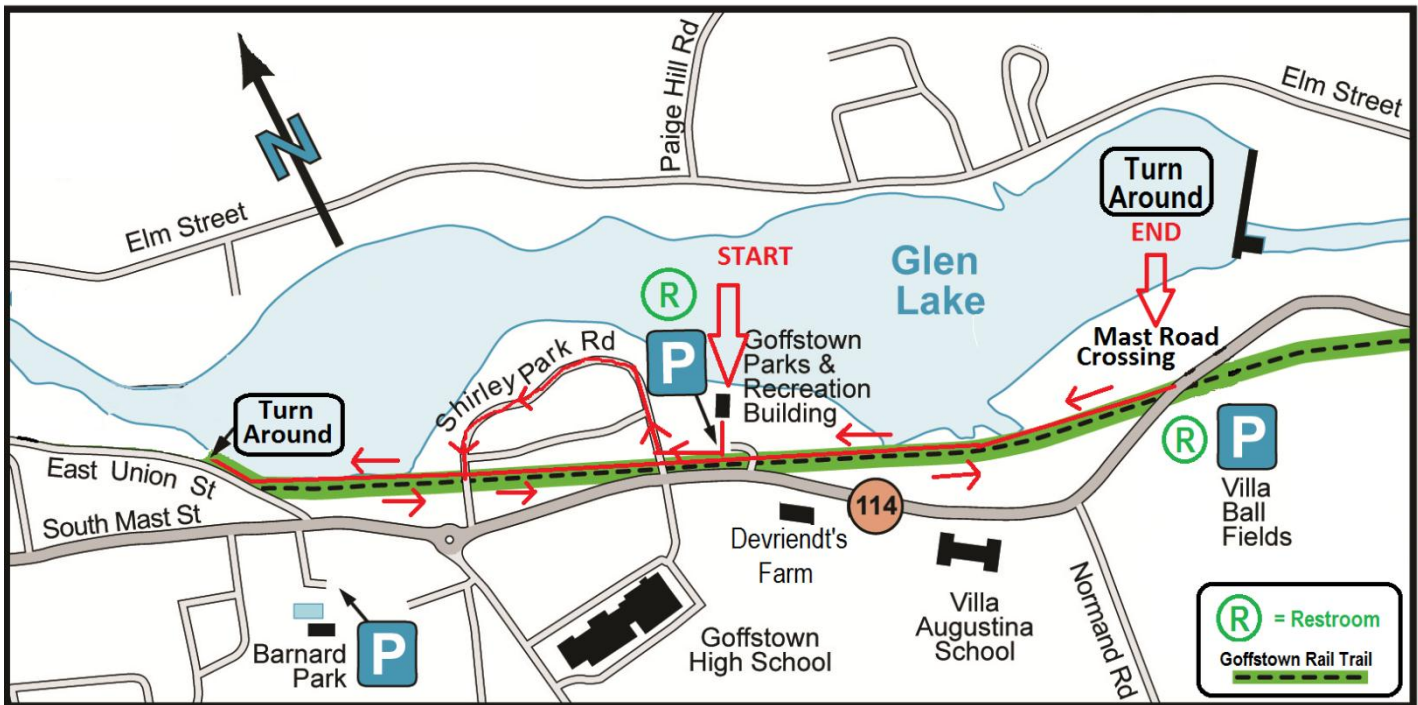 Paige Hill Rd
Elm Street
N
Elm Street
Turn
Around
END
START
Glen
Lake
R
Mast Road
Crossing
P
Goffstown
Parks &
Recreation
Building
Shirley Park Rd
Turn
Around
East Union St
South Mast St
R
P
Villa
Ball
Fields
114
Devriendt's
Farm
Villa
Augustina
School
Normand Rd
Goffstown
High School
Barnard
Park
P
R = Restroom
Goffstown Rail Trail